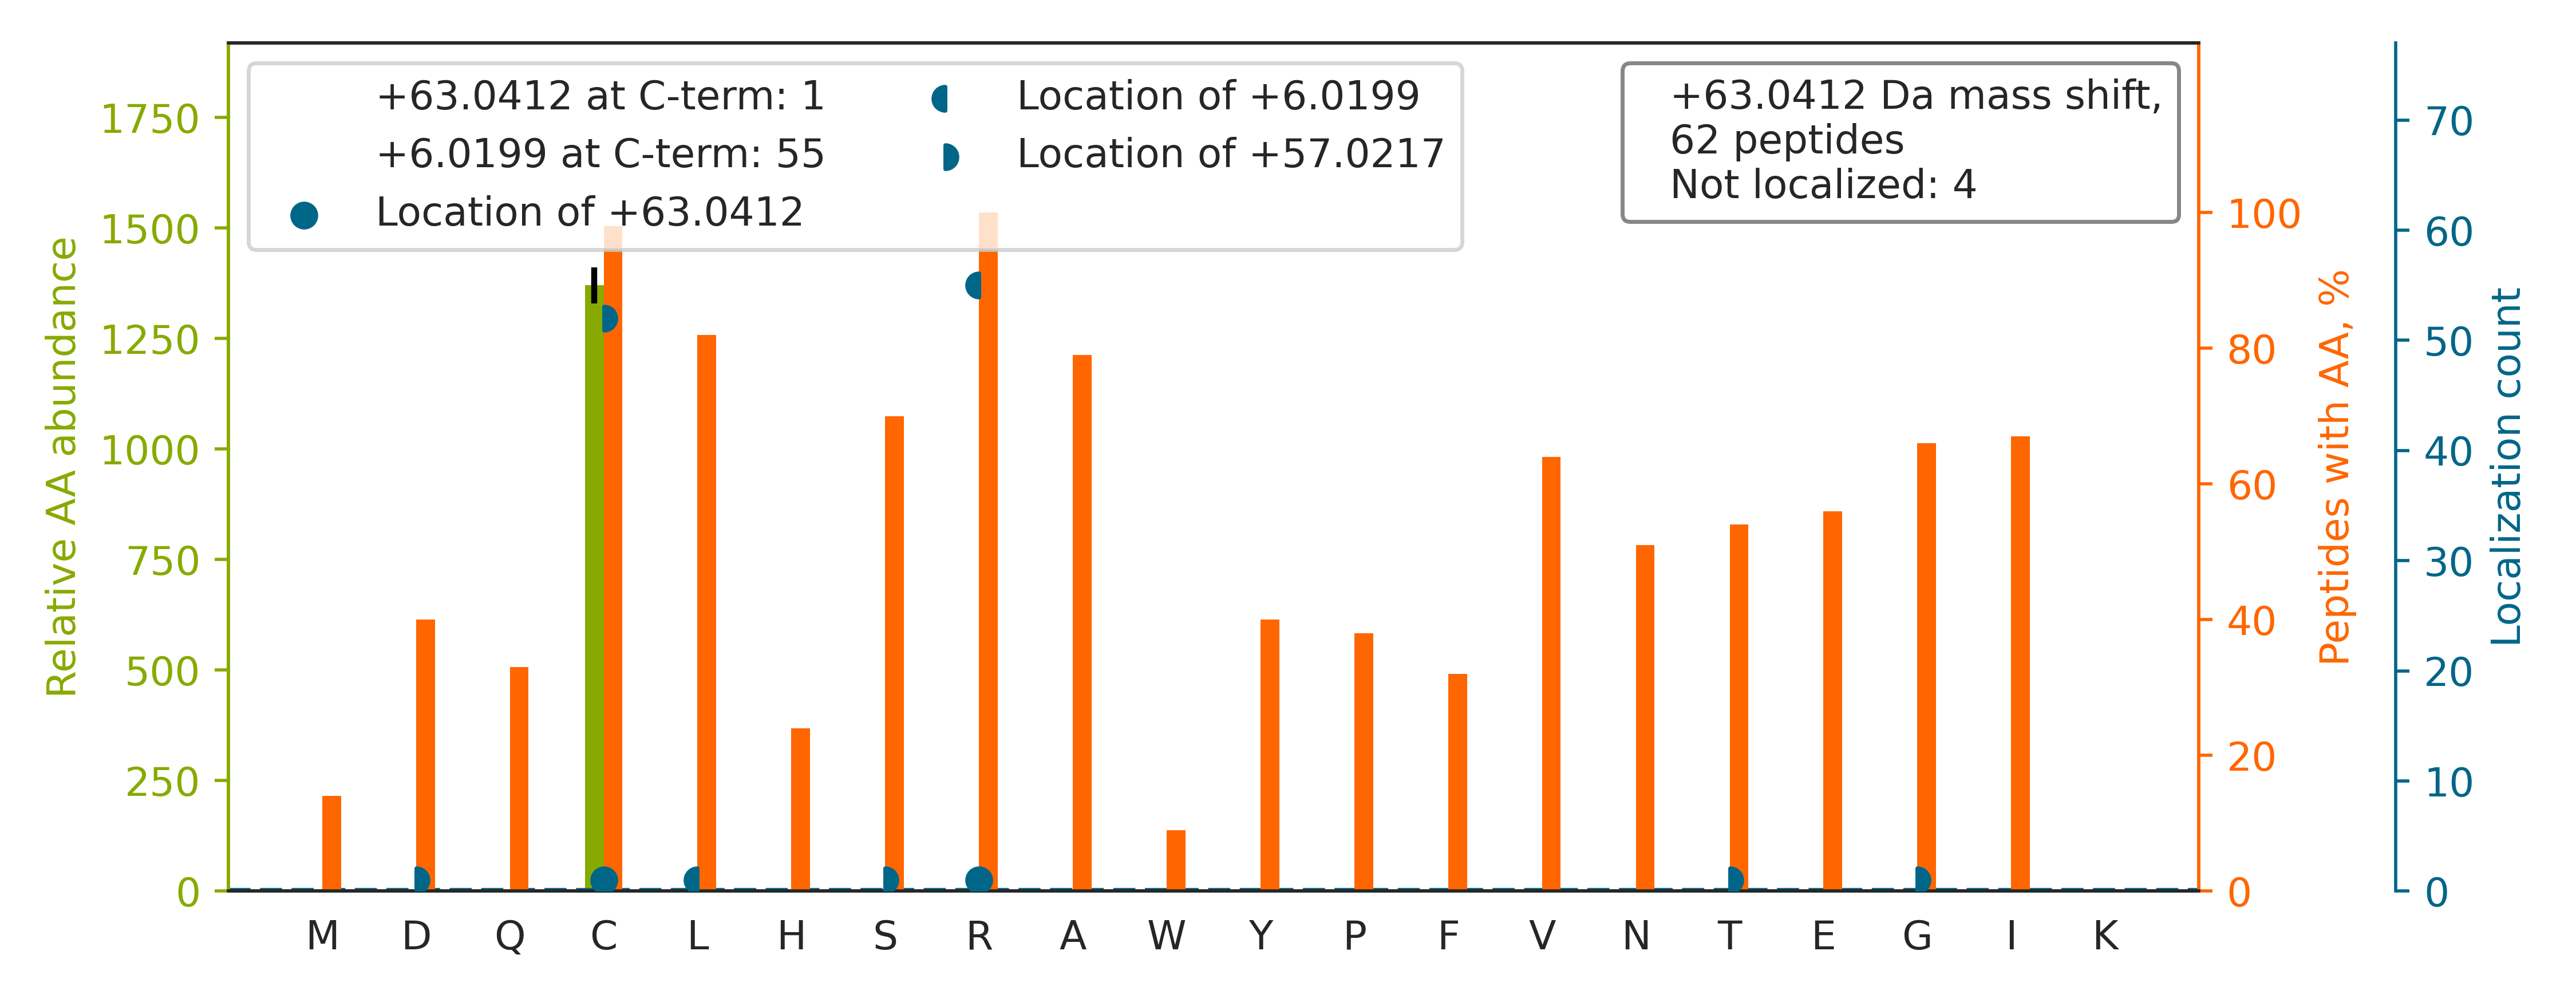 +63.0412 at C-term: 1
+6.0199 at C-term: 55
Location of +63.0412
Location of +6.0199
Location of +57.0217
+63.0412 Da mass shift,
62 peptides
Not localized: 4
Relative AA abundance
1750
1500
1250
1000
750
500
250
0
100
80
60
40
20
0
Peptides with AA, %
70
60
50
40
30
20
10
0
Localization count
M D Q C L H S R A W Y P F V N T E G I K